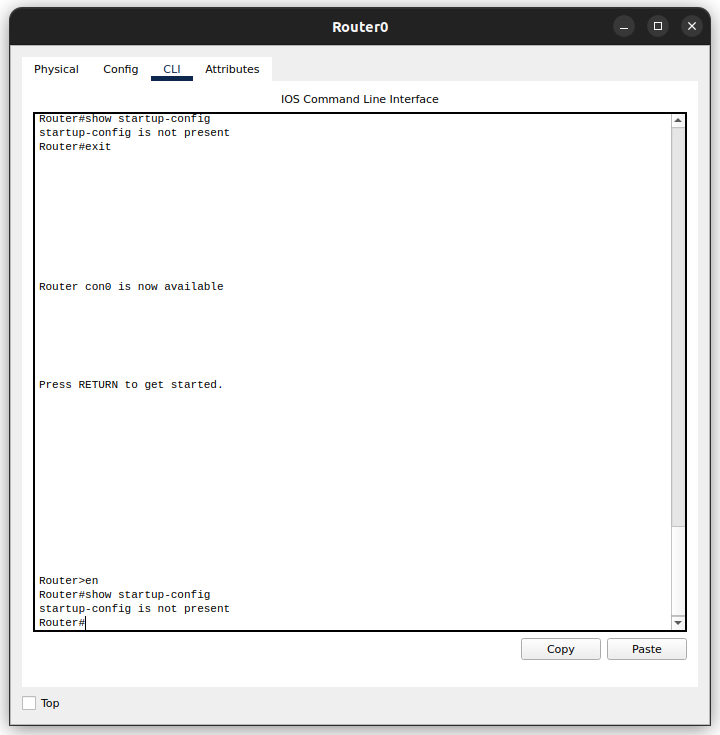 Router0
Physical
Config
CLI
Attributes
IOS Command Line Interface
Router#show startup-config
startup-config is not present
Router#exit
Router con0 is now available
Press RETURN to get started.
Router>en
Router#show startup-config
startup-config is not present
Router#
Copy
Paste
Top